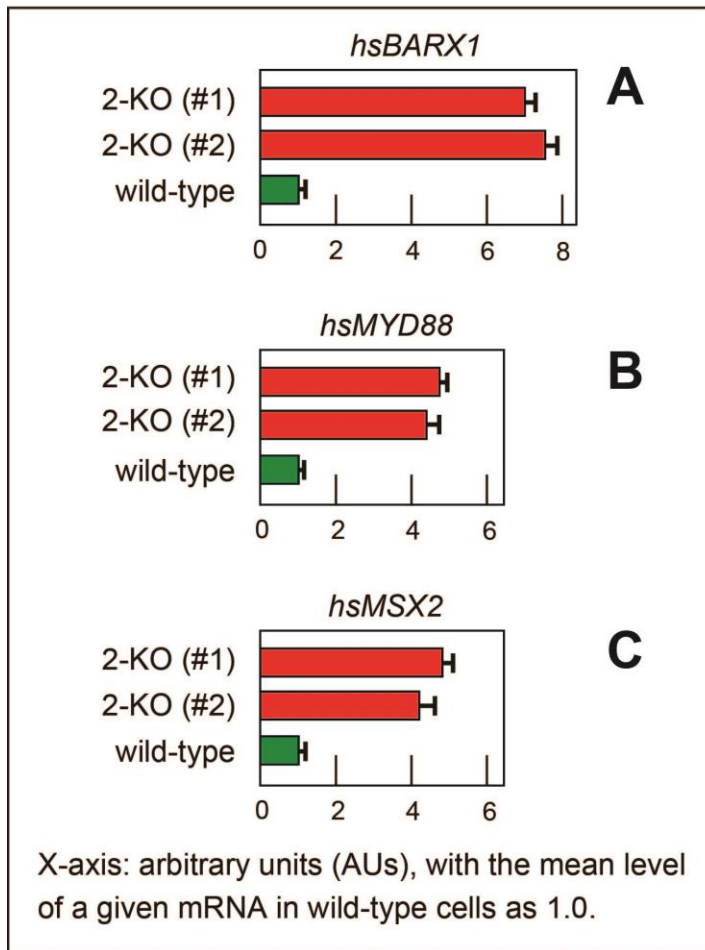 hsBARX1
A
2-KO (#1)
2-KO (#2)
wild-type
0 2 4 6 8
hsMYD88
B
2-KO (#1)
2-KO (#2)
wild-type
0 2 4 6
hsMSX2
C
2-KO (#1)
2-KO (#2)
wild-type
0 2 4 6
X-axis: arbitrary units (AUs), with the mean level
of a given mRNA in wild-type cells as 1.0.